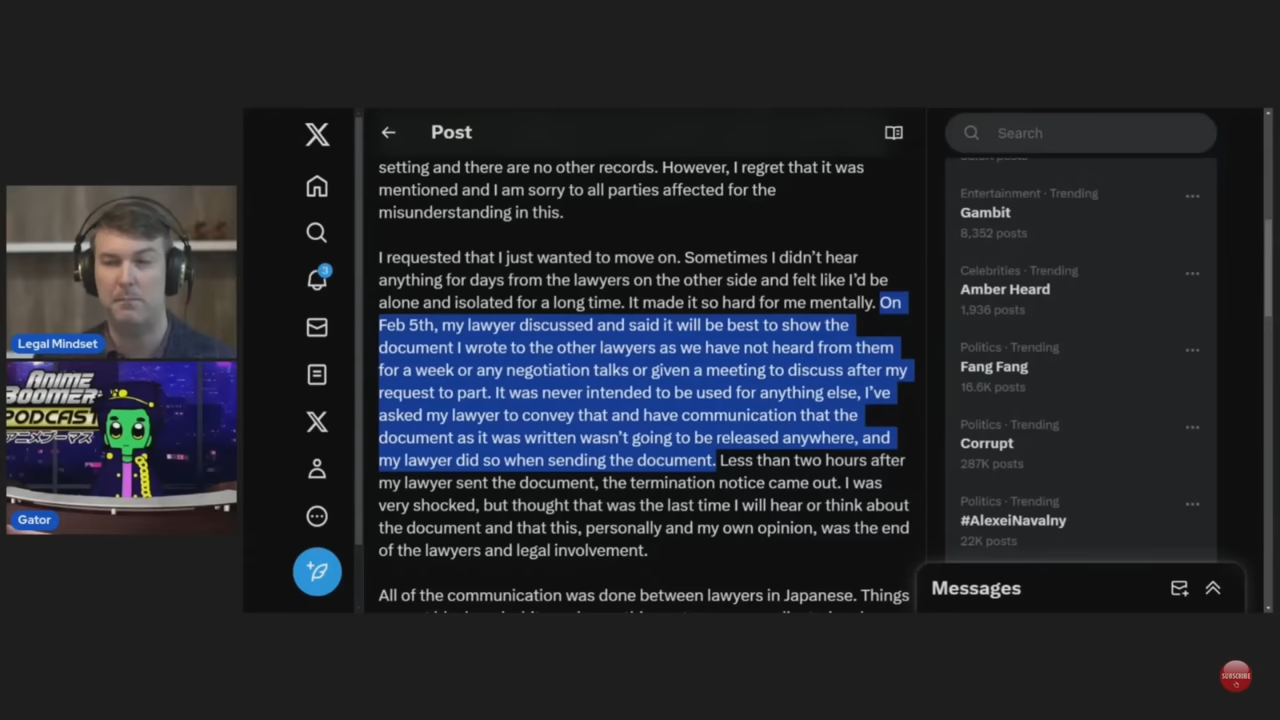 Post
setting and there are no other records. However, I regret that it was
mentioned and I am sorry to all parties affected for the
misunderstanding in this.
I requested that I just wanted to move on. Sometimes I didn't hear
anything for days from the lawyers on the other side and felt like I'd be
alone and isolated for a long time. It made it so hard for me mentally. On
Feb 5th, my lawyer discussed and said it will be best to show the
document I wrote to the other lawyers as we have not heard from them
for a week or any negotiation talks or given a meeting to discuss after my
request to part. It was never intended to be used for anything else, I've
asked my lawyer to convey that and have communication that the
document as it was written wasn't going to be released anywhere, and
my lawyer did so when sending the document. Less than two hours after
my lawyer sent the document, the termination notice came out. I was
very shocked, but thought that was the last time I will hear or think about
the document and that this, personally and my own opinion, was the end
of the lawyers and legal involvement.
All of the communication was done between lawyers in Japanese. Things
Search
Entertainment · Trending
Gambit
8,352 posts
Celebrities · Trending
Amber Heard
1,936 posts
Politics · Trending
Fang Fang
16.6K posts
Politics · Trending
Corrupt
287K posts
Politics · Trending
#AlexeiNavalny
22K posts
Messages
3
Legal Mindset
ANIME
BOOMER
PODCAST
アニメブーマス
Gator
SUBSCRIBE